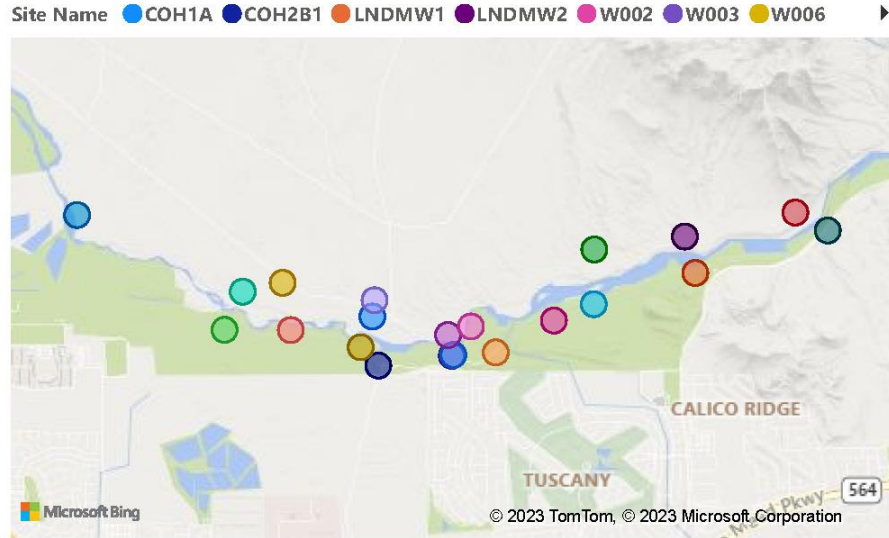 Site Name COH1A COH2B1 LNDMW1 LNDMW2 W002 W003 W006
CALICO RIDGE
TUSCANY
564
Pkwy
Microsoft Bing
© 2023 TomTom, © 2023 Microsoft Corporation